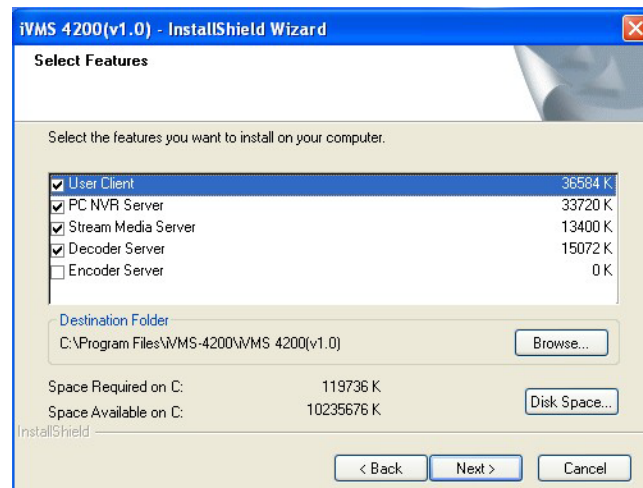 iVMS 4200(v1.0) - InstallShield Wizard
Select Features
Select the features you want to install on your computer.
User Client 36584 K
PC NVR Server 33720 K
Stream Media Server 13400 K
Decoder Server 15072 K
Encoder Server 0 K
Destination Folder
C:\Program Files\iVMS-4200\iVMS 4200(v1.0)
Browse...
Space Required on C: 119736 K
Space Available on C: 10235676 K
Disk Space...
InstallShield
< Back Next > Cancel